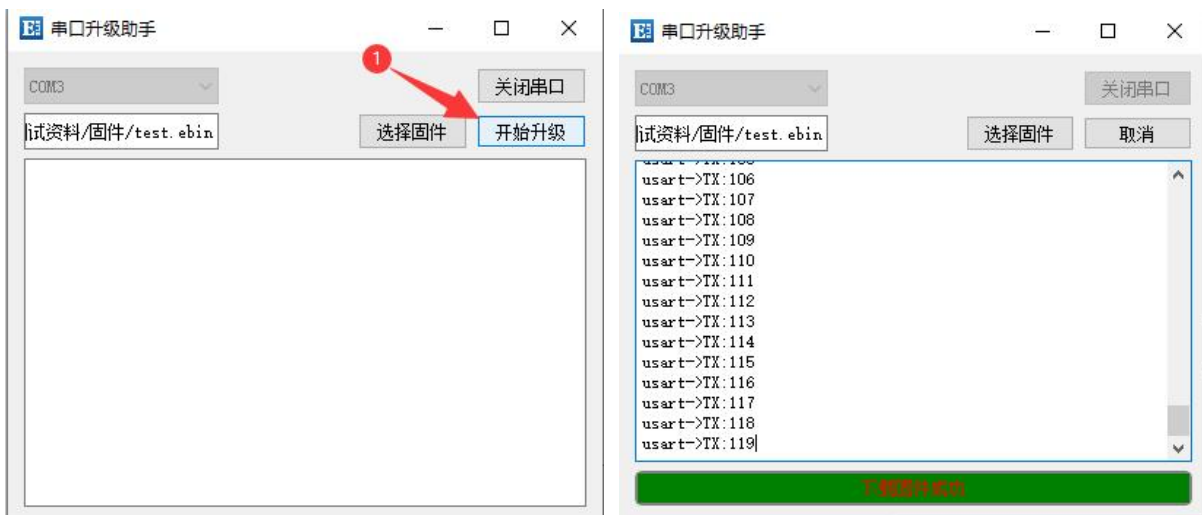 串口升级助手
1
COM3
关闭串口
试资料/固件/test.ebin
选择固件
开始升级
串口升级助手
COM3
关闭串口
试资料/固件/test.ebin
选择固件
取消
usart->TX:106
usart->TX:107
usart->TX:108
usart->TX:109
usart->TX:110
usart->TX:111
usart->TX:112
usart->TX:113
usart->TX:114
usart->TX:115
usart->TX:116
usart->TX:117
usart->TX:118
usart->TX:119
下载固件成功